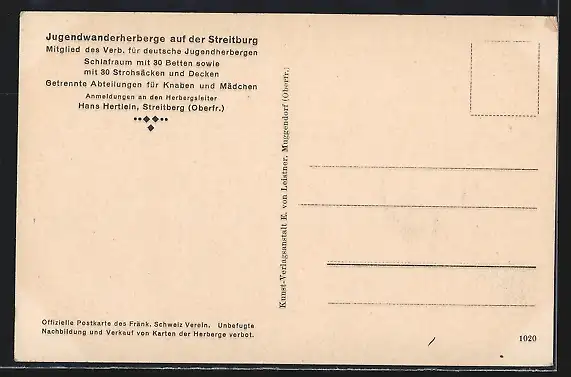 Jugendwanderherberge auf der Streitburg
Mitglied des Verb. für deutsche Jugendherbergen
Schlafraum mit 30 Betten sowie
mit 30 Strohsäcken und Decken
Getrennte Abteilungen für Knaben und Mädchen
Anmeldungen an den Herbergsleiter
Hans Hertlein, Streitberg (Oberfr.)
Kunst-Verlagsanstalt E. von Leistner, Muggendorf (Oberfr.)
Offizielle Postkarte des Fränk. Schweiz Verein. Unbefugte
Nachbildung und Verkauf von Karten der Herberge verbot.
1020